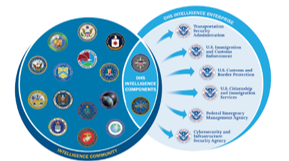 DHS INTELLIGENCE ENTERPRISE
Transportation
Security
Administration
U.S. Immigration
and Customs
Enforcement
DHS
INTELLIGENCE
COMPONENTS
U.S. Customs and
Border Protection
U.S. Citizenship
and Immigration
Services
Federal Emergency
Management Agency
Cybersecurity and
Infrastructure
Security Agency
INTELLIGENCE COMMUNITY